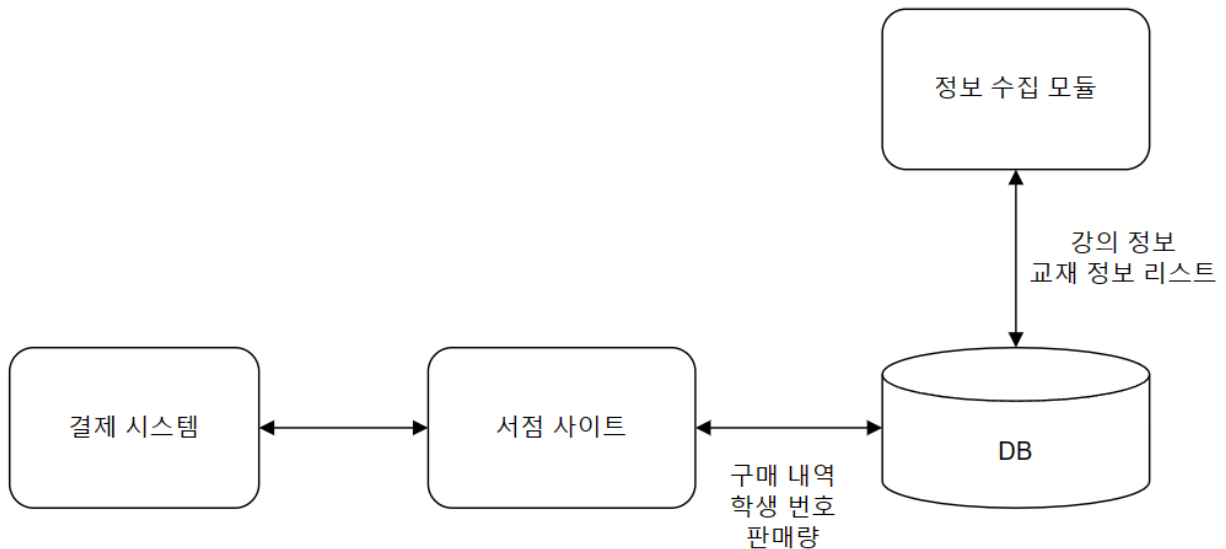 정보 수집 모듈
강의 정보
교재 정보 리스트
결제 시스템
서점 사이트
DB
구매 내역
학생 번호
판매량